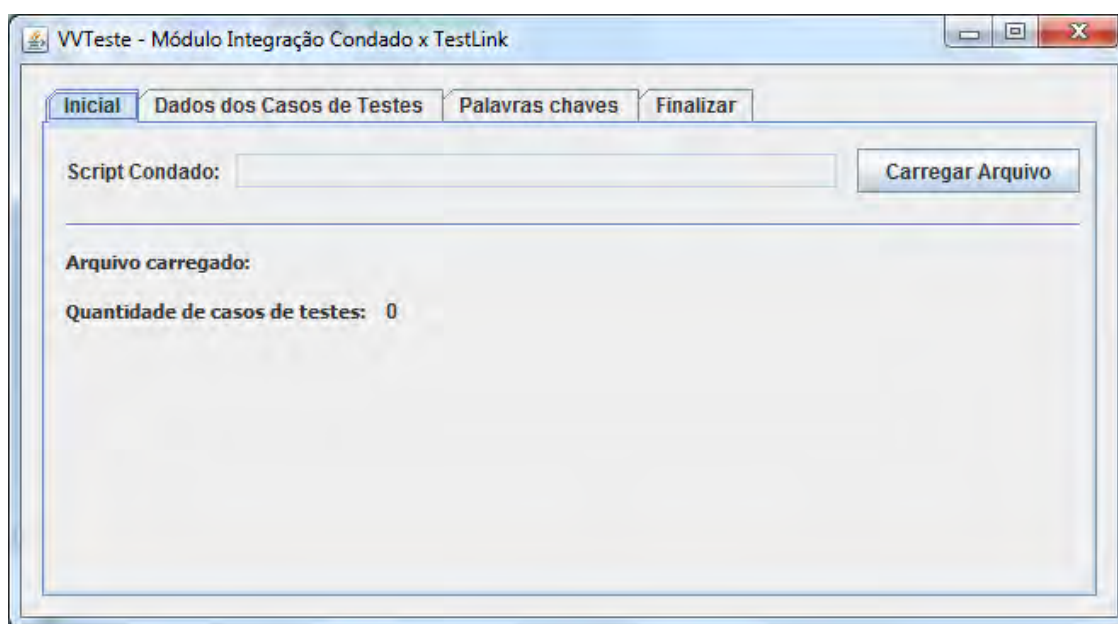 VVTeste - Módulo Integração Condado x TestLink
Inicial Dados dos Casos de Testes Palavras chaves Finalizar
Script Condado: Carregar Arquivo
Arquivo carregado:
Quantidade de casos de testes: 0